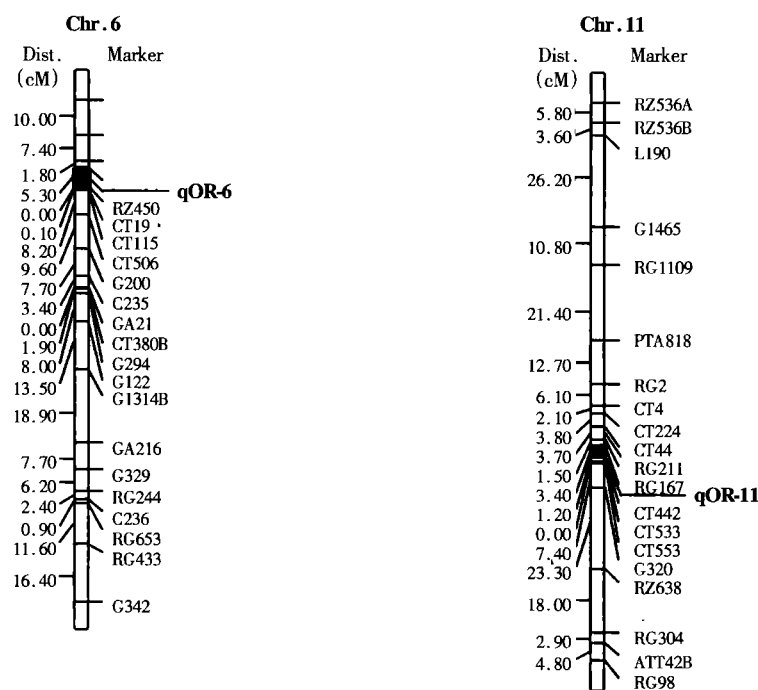 Chr.6
Dist.
(cM)
Marker
10.00
7.40
1.80
5.30
0.00
0.10
8.20
9.60
7.70
3.40
0.00
1.90
8.00
13.50
18.90
7.70
6.20
2.40
0.90
11.60
16.40
qOR-6
RZ450
CT19
CT115
CT506
G200
C235
GA21
CT380B
G294
G122
G1314B
GA216
G329
RG244
C236
RG653
RG433
G342
Chr.11
Dist.
(cM)
Marker
5.80
3.60
26.20
10.80
21.40
12.70
6.10
2.10
3.80
3.70
1.50
3.40
1.20
0.00
7.40
23.30
18.00
2.90
4.80
RZ536A
RZ536B
L190
G1465
RG1109
PTA818
RG2
CT4
CT224
CT44
RG211
RG167
qOR-11
CT442
CT533
CT553
G320
RZ638
RG304
ATT42B
RG98